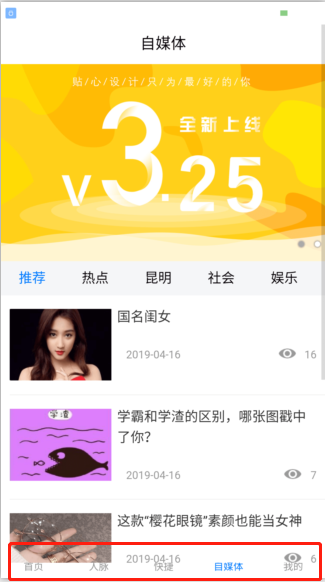 自媒体
贴/心/设/计/只/为/最/好/的/你
v3.25
全新上线
推荐 热点 昆明 社会 娱乐
国名闺女
2019-04-16 16
学渣
学霸和学渣的区别，哪张图戳中
了你？
2019-04-16 7
这款“樱花眼镜”素颜也能当女神
2019-04-16 6
首页 人脉 快捷 自媒体 我的